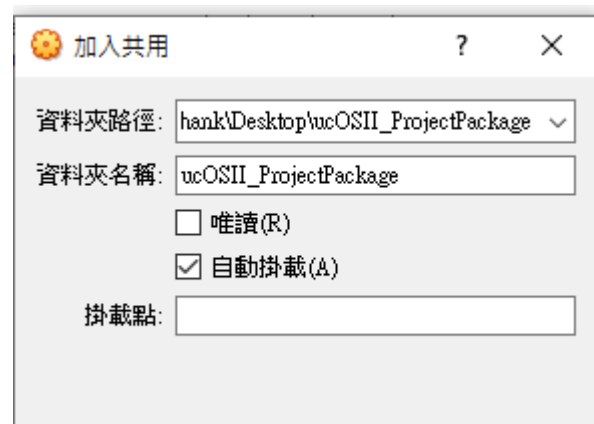 加入共用 ?
資料夾路徑: hank\Desktop\ucOSII_ProjectPackage
資料夾名稱: ucOSII_ProjectPackage
唯讀(R)
自動掛載(A)
掛載點: